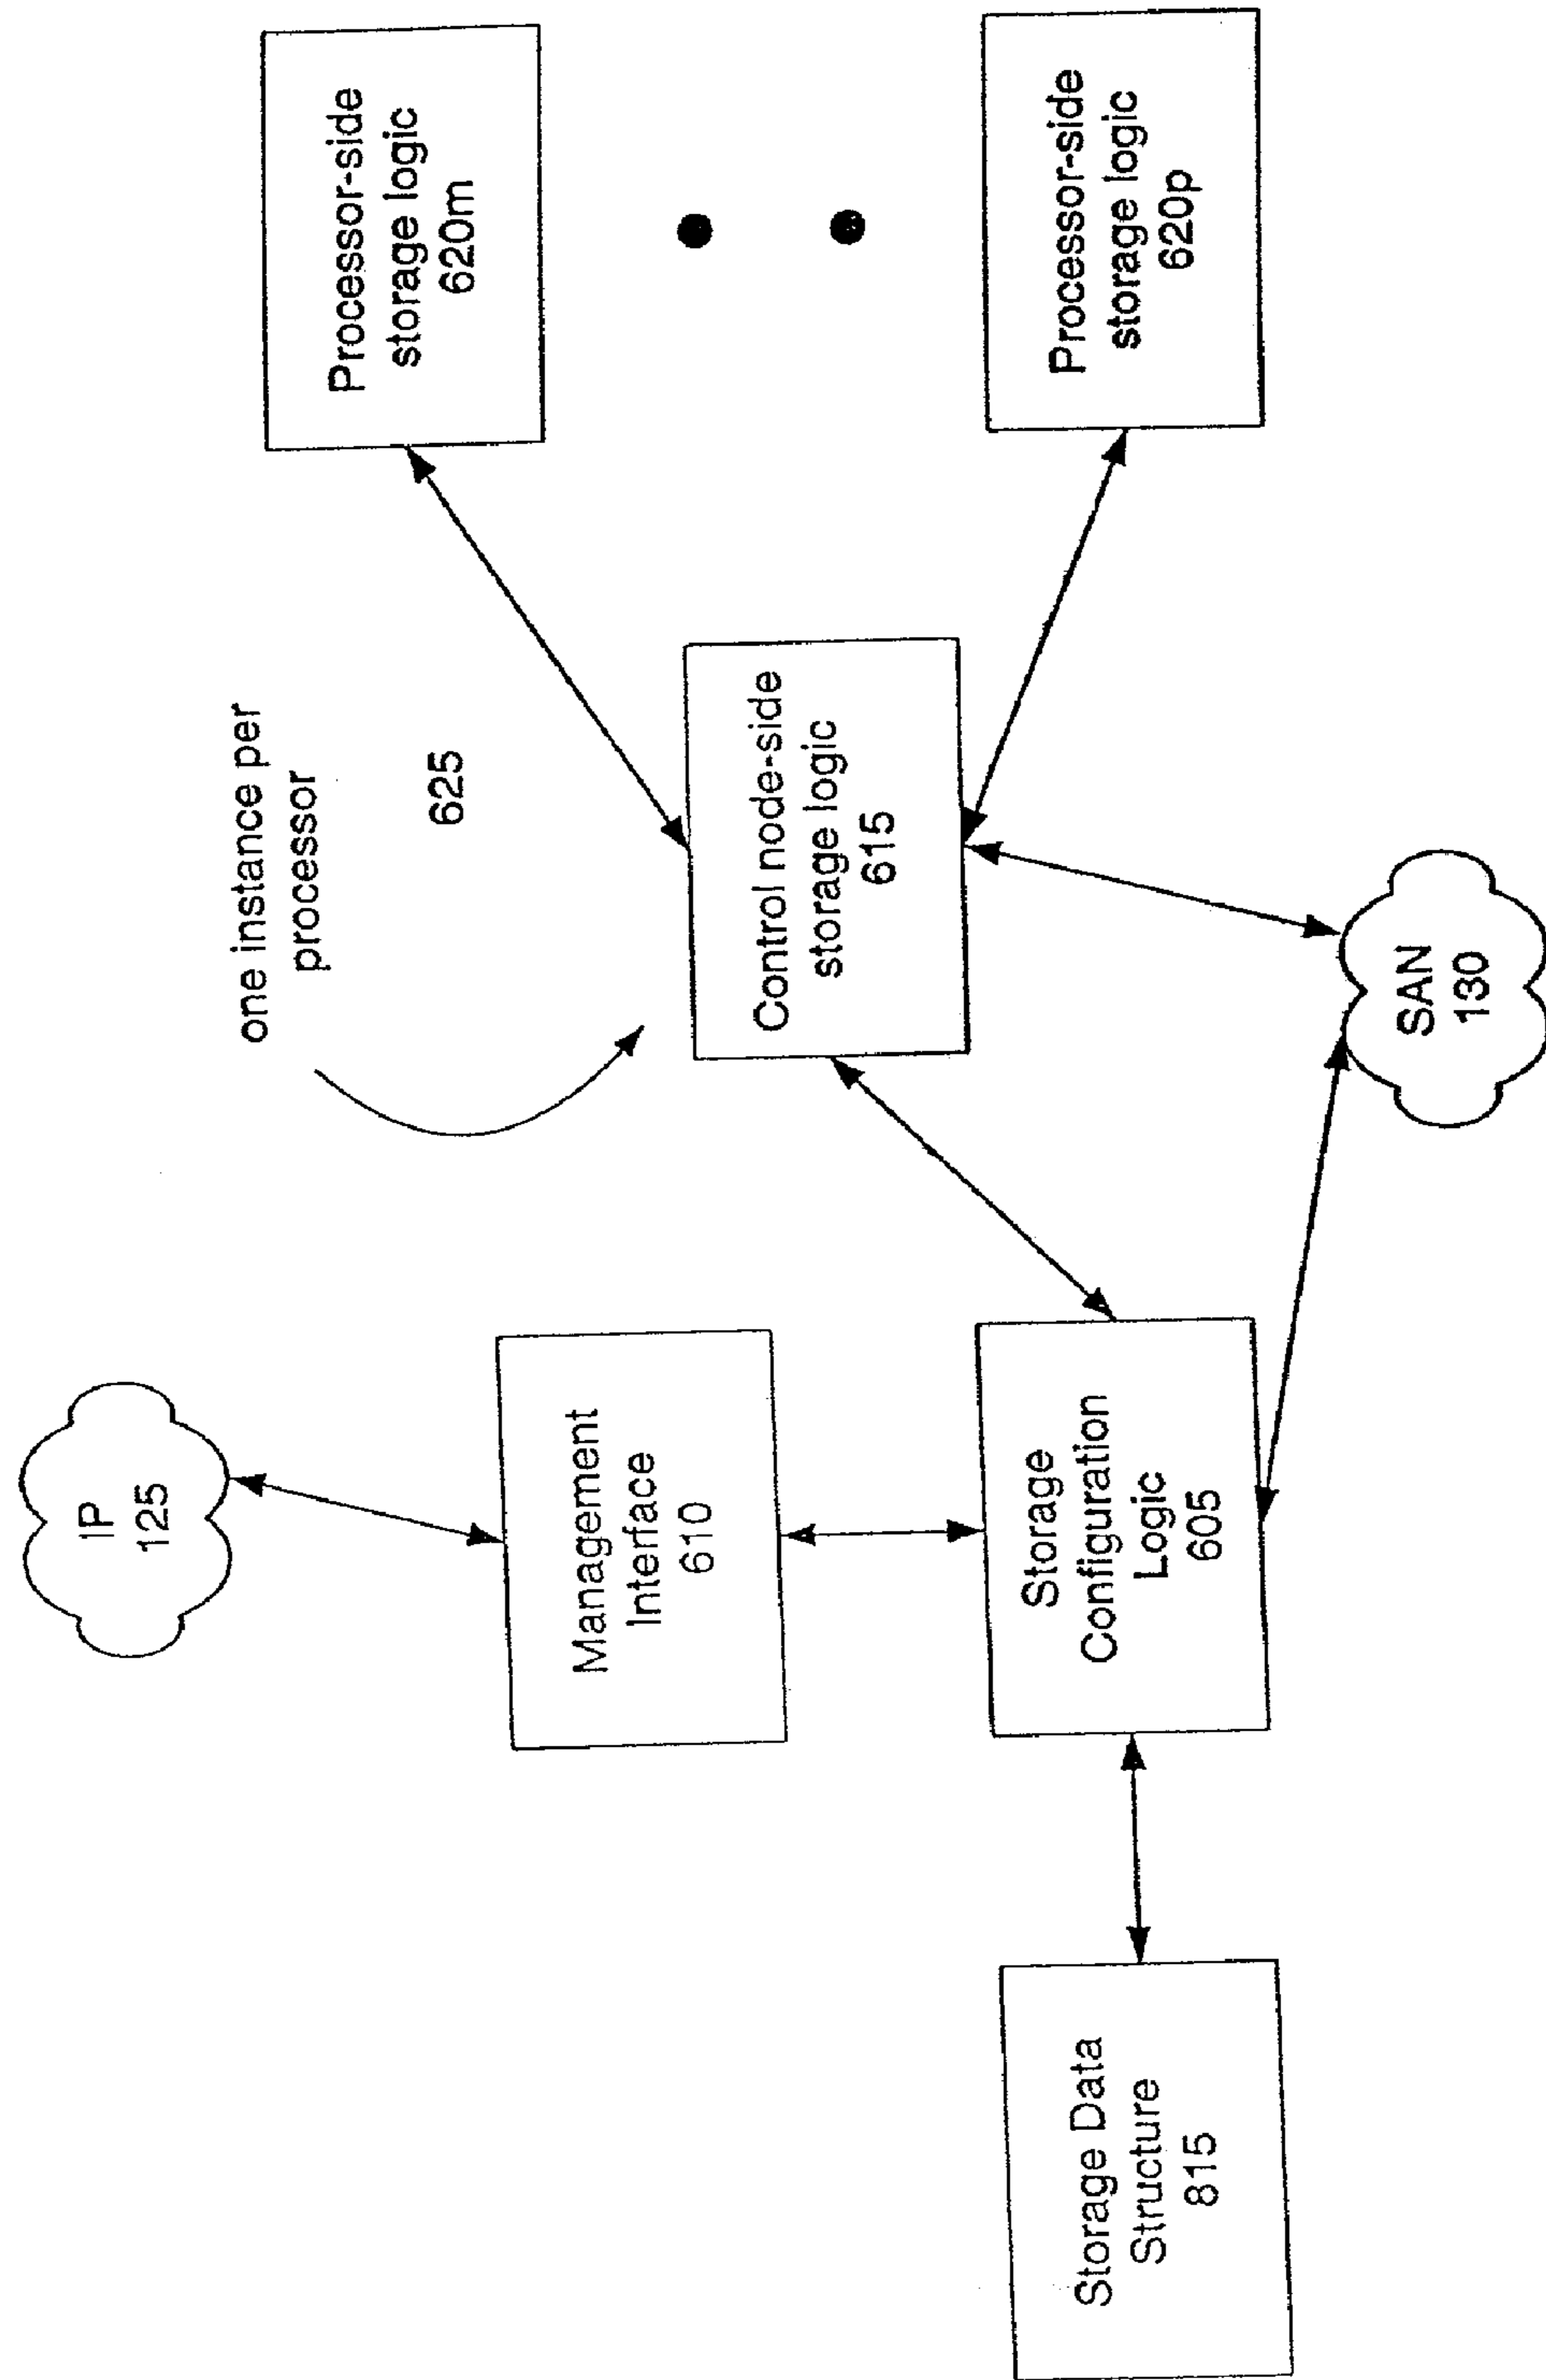 IP
125
Management
Interface
610
Storage Data
Structure
815
Storage
Configuration
Logic
605
one instance per
processor
625
Control node-side
storage logic
615
SAN
130
Processor-side
storage logic
620m
Processor-side
storage logic
620p